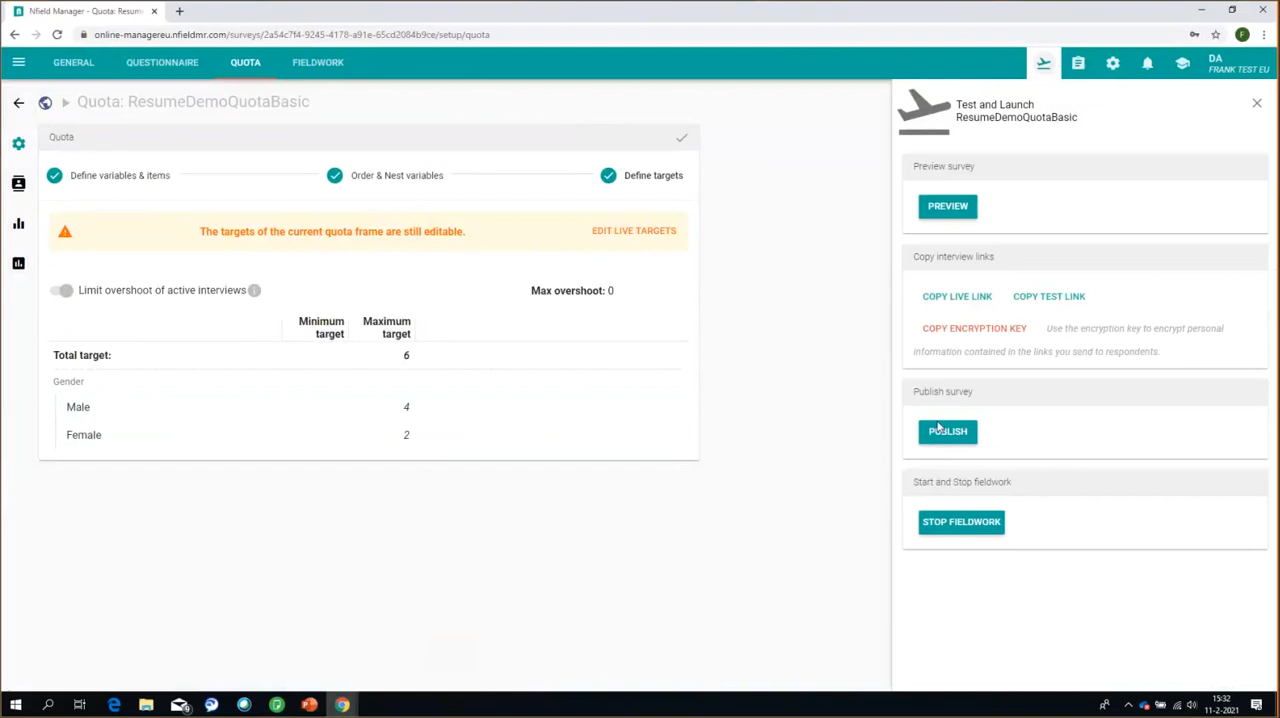 Nfield Manager - Quota: Resume
online-managereu.nfieldmr.com/surveys/2a54c7f4-9245-4178-a91e-65cd2084b9ce/setup/quota
F
GENERAL
QUESTIONNAIRE
QUOTA
FIELDWORK
DA
FRANK TEST EU
Quota: ResumeDemoQuotaBasic
Test and Launch
ResumeDemoQuotaBasic
Quota
Define variables & items
Order & Nest variables
Define targets
The targets of the current quota frame are still editable.
EDIT LIVE TARGETS
Limit overshoot of active interviews
Max overshoot: 0
Minimum target
Maximum target
Total target:
6
Gender
Male
4
Female
2
Preview survey
PREVIEW
Copy interview links
COPY LIVE LINK
COPY TEST LINK
COPY ENCRYPTION KEY
Use the encryption key to encrypt personal
information contained in the links you send to respondents.
Publish survey
PUBLISH
Start and Stop fieldwork
STOP FIELDWORK
15:32
11-2-2021